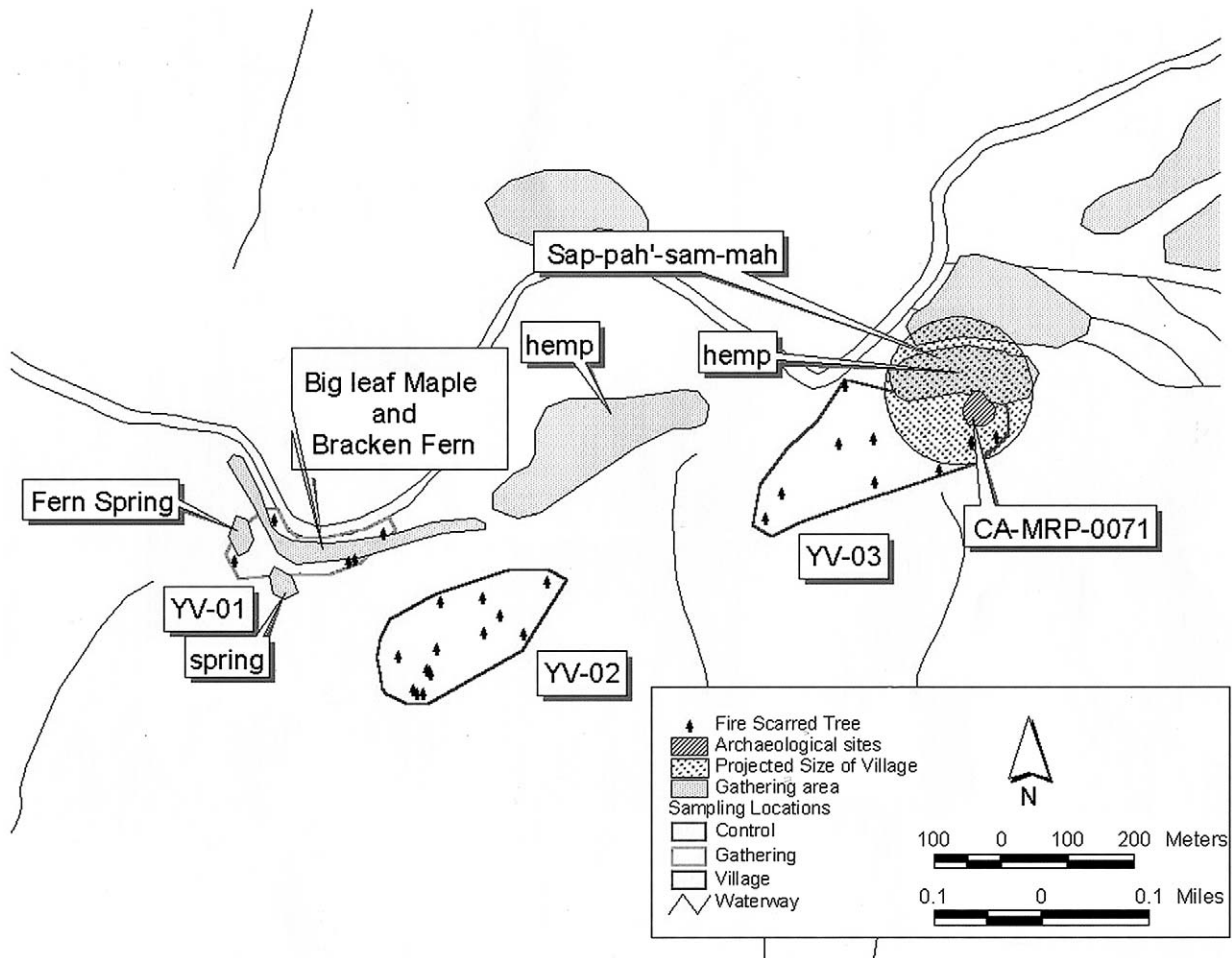 Sap-pah'-sam-mah
hemp
hemp
Big leaf Maple
and
Bracken Fern
Fern Spring
CA-MRP-0071
YV-03
YV-01
spring
YV-02
Fire Scarred Tree
Archaeological sites
Projected Size of Village
Gathering area
Sampling Locations
Control
Gathering
Village
Waterway
N
100 0 100 200 Meters
0.1 0 0.1 Miles